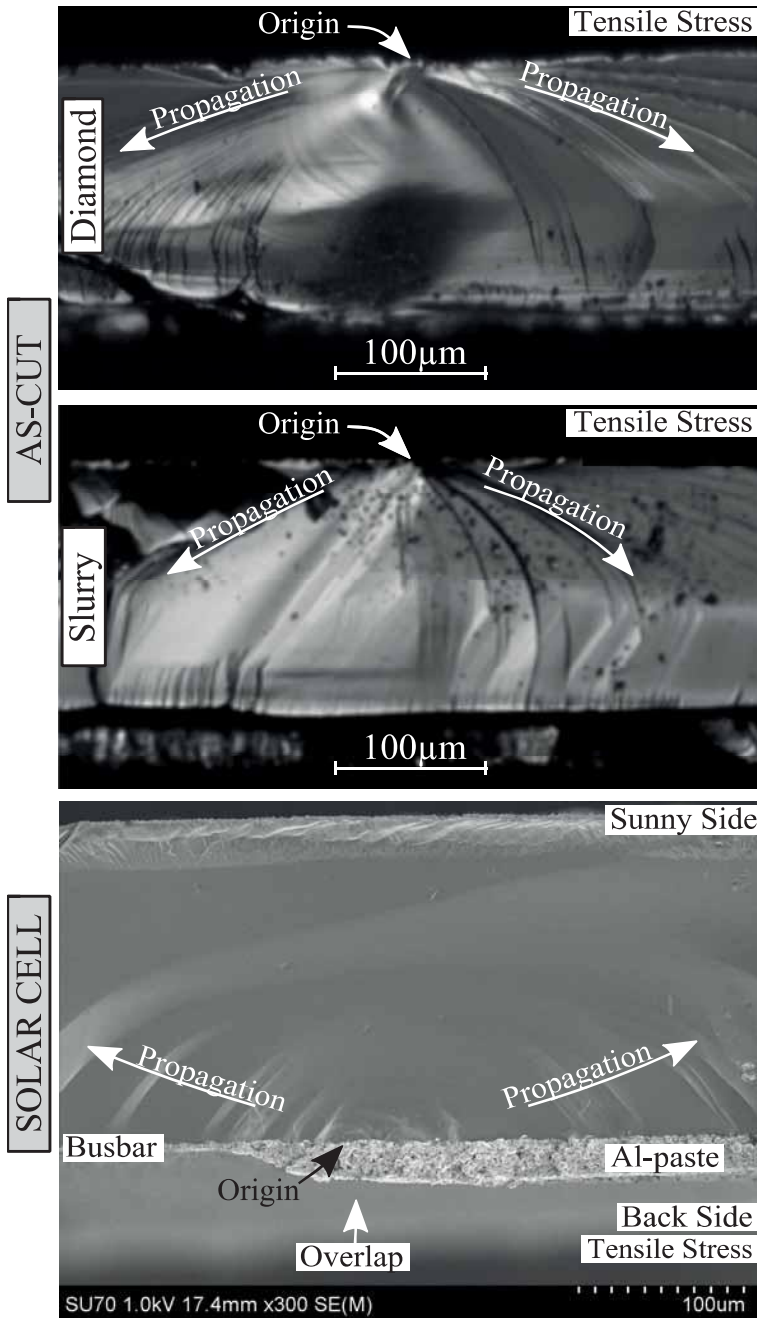 AS-CUT
Origin
Tensile Stress
Propagation
Propagation
Diamond
100µm
Origin
Tensile Stress
Propagation
Propagation
Slurry
100µm
SOLAR CELL
Sunny Side
Propagation
Propagation
Busbar
Al-paste
Origin
Overlap
Back Side
Tensile Stress
SU70 1.0kV 17.4mm x300 SE(M)
100um